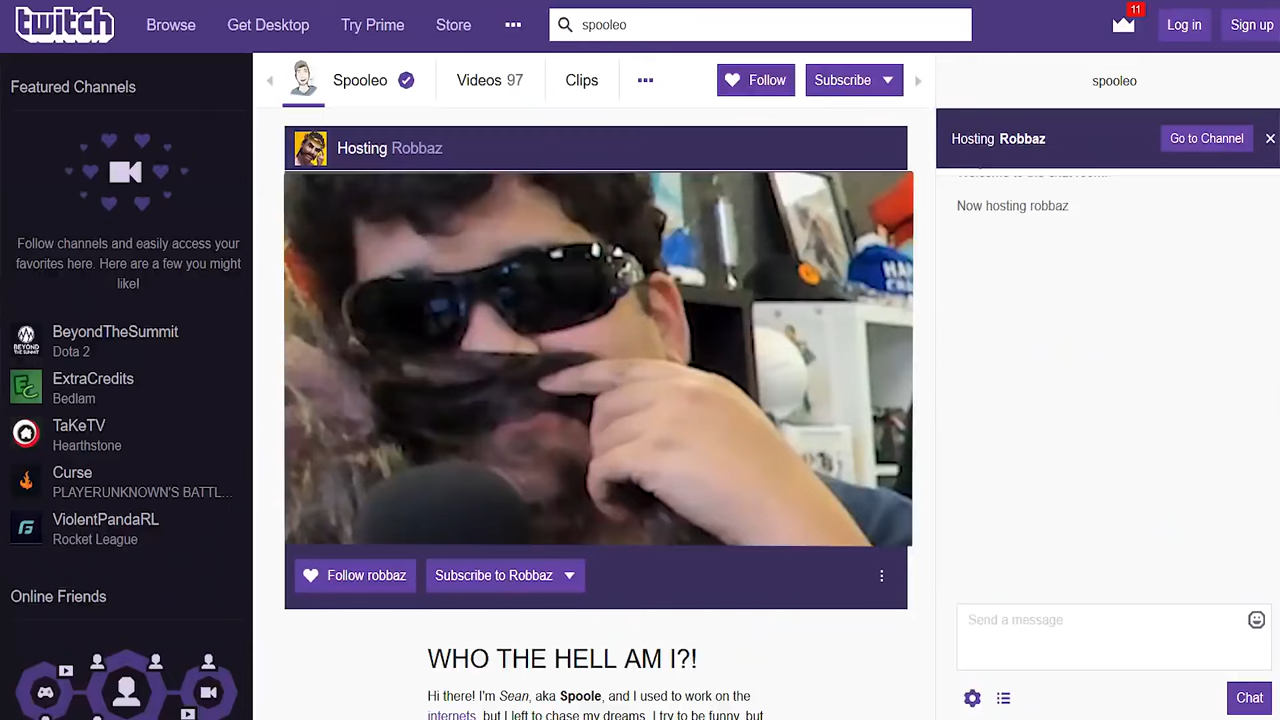 twitch Browse Get Desktop Try Prime Store spooleo 11 Log in Sign up
Featured Channels
Follow channels and easily access your
favorites here. Here are a few you might
like!
BeyondTheSummit
Dota 2
ExtraCredits
Bedlam
TaKeTV
Hearthstone
Curse
PLAYERUNKNOWN'S BATTL...
ViolentPandaRL
Rocket League
Online Friends
Spooleo Videos 97 Clips Follow Subscribe
Hosting Robbaz
Follow robbaz Subscribe to Robbaz
WHO THE HELL AM I?!
Hi there! I'm Sean, aka Spoole, and I used to work on the
internets, but I left to chase my dreams. I try to be funny, but
spooleo
Hosting Robbaz Go to Channel
Now hosting robbaz
Send a message
Chat